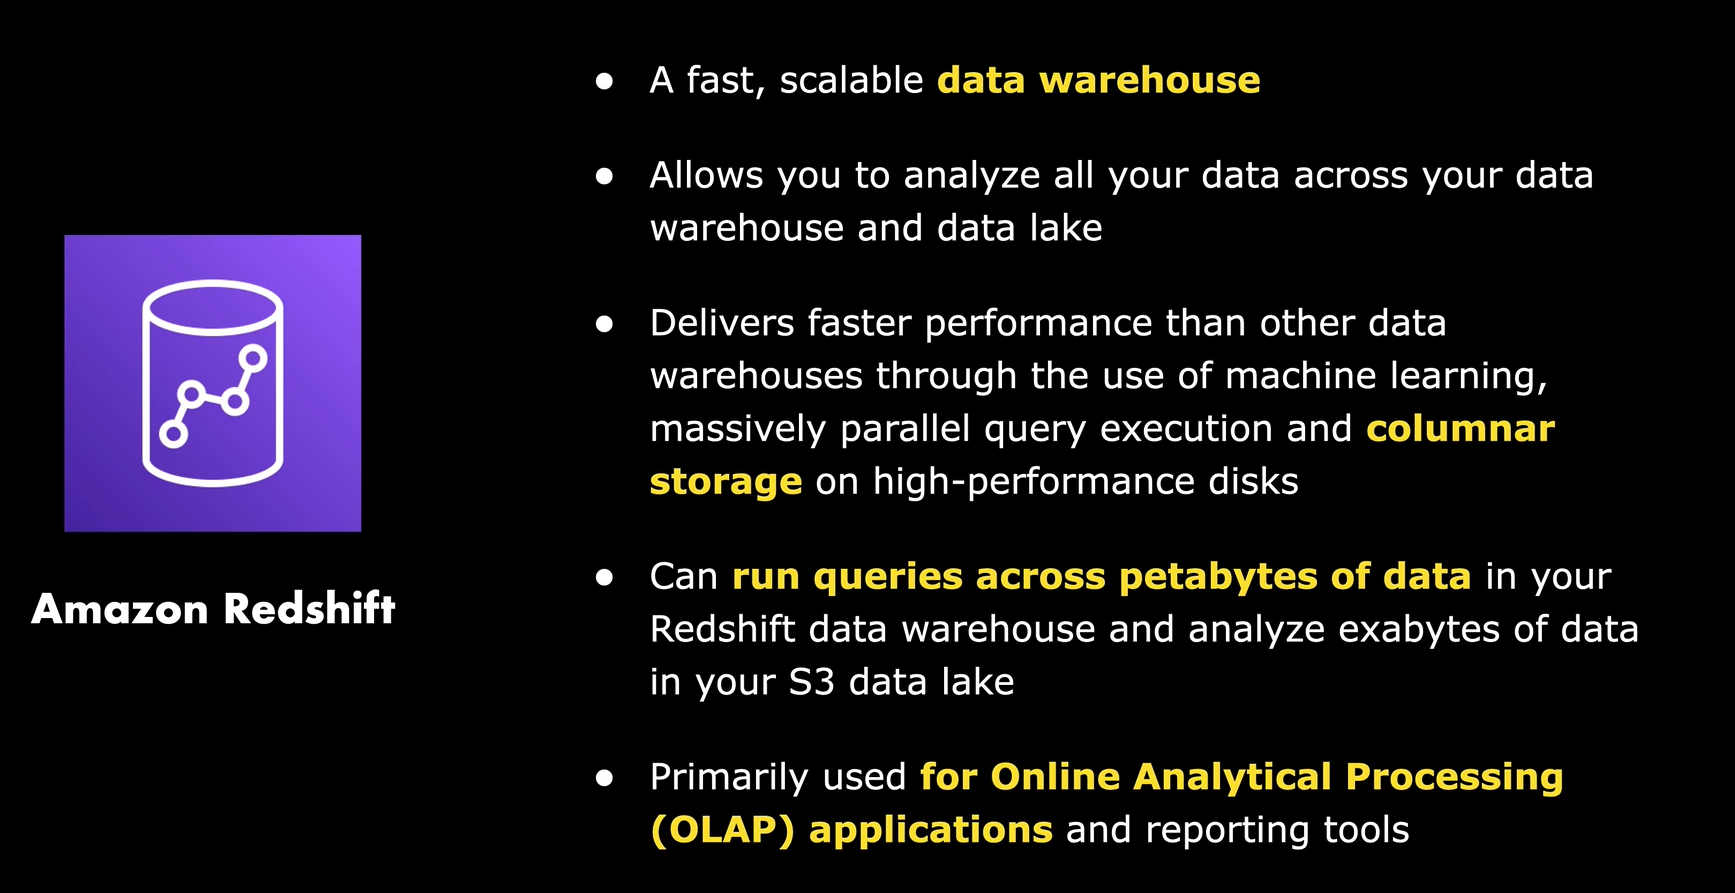 ● A fast, scalable data warehouse
● Allows you to analyze all your data across your data
warehouse and data lake
● Delivers faster performance than other data
warehouses through the use of machine learning,
massively parallel query execution and columnar
storage on high-performance disks
● Can run queries across petabytes of data in your
Redshift data warehouse and analyze exabytes of data
in your S3 data lake
● Primarily used for Online Analytical Processing
(OLAP) applications and reporting tools
Amazon Redshift